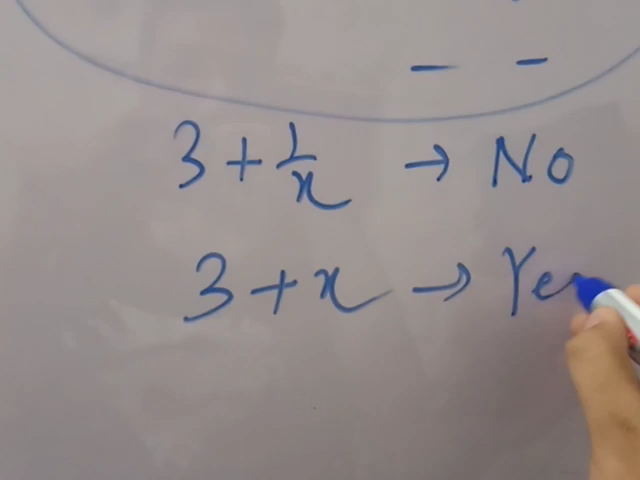 3 + 1/x → No
3 + x → Ye